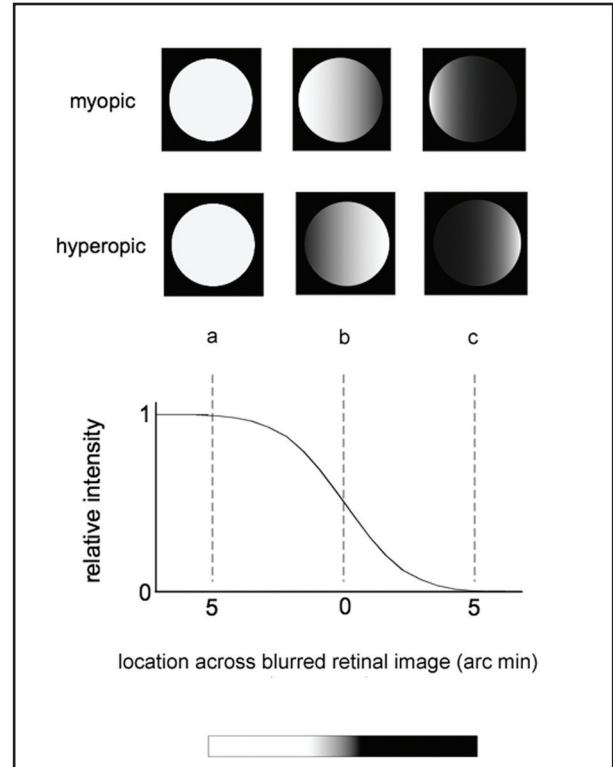 myopic
hyperopic
a b c
1
relative intensity
0
5 0 5
location across blurred retinal image (arc min)